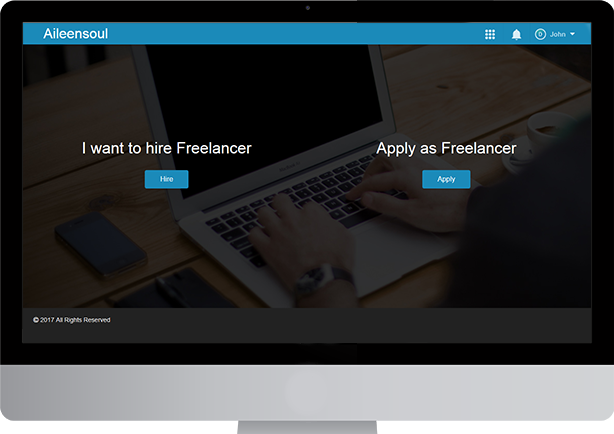 Aileensoul
John
I want to hire Freelancer
Apply as Freelancer
Hire
Apply
© 2017 All Rights Reserved